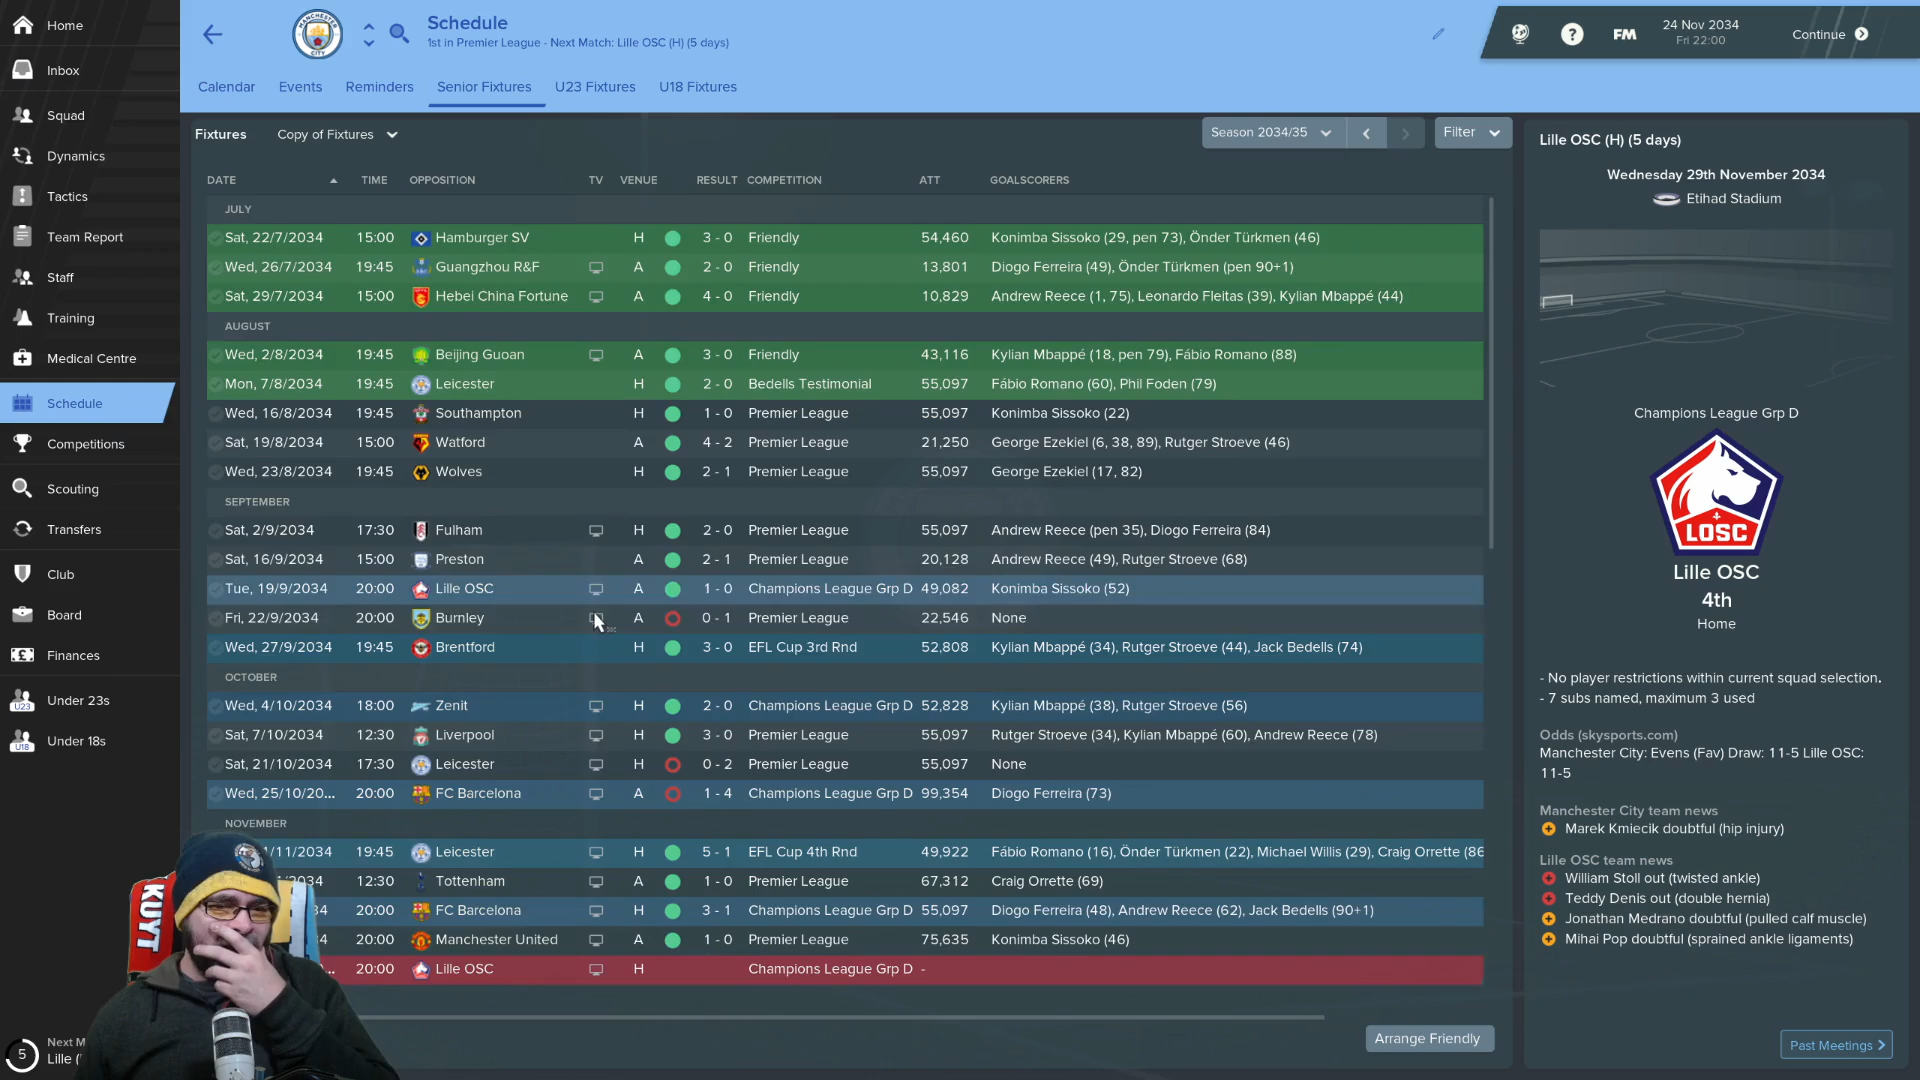 Home
Inbox
Squad
Dynamics
Tactics
Team Report
Staff
Training
Medical Centre
Schedule
Competitions
Scouting
Transfers
Club
Board
Finances
U23 Under 23s
U18 Under 18s
MANCHESTER CITY
Schedule
1st in Premier League - Next Match: Lille OSC (H) (5 days)
? FM 24 Nov 2034 Continue
Fri 22:00
Calendar Events Reminders Senior Fixtures U23 Fixtures U18 Fixtures
Fixtures Copy of Fixtures Season 2034/35 Filter
DATE TIME OPPOSITION TV VENUE RESULT COMPETITION ATT GOALSCORERS
JULY
Sat, 22/7/2034 15:00 Hamburger SV H 3 - 0 Friendly 54,460 Konimba Sissoko (29, pen 73), Önder Türkmen (46)
Wed, 26/7/2034 19:45 Guangzhou R&F A 2 - 0 Friendly 13,801 Diogo Ferreira (49), Önder Türkmen (pen 90+1)
Sat, 29/7/2034 15:00 Hebei China Fortune A 4 - 0 Friendly 10,829 Andrew Reece (1, 75), Leonardo Fleitas (39), Kylian Mbappé (44)
AUGUST
Wed, 2/8/2034 19:45 Beijing Guoan A 3 - 0 Friendly 43,116 Kylian Mbappé (18, pen 79), Fábio Romano (88)
Mon, 7/8/2034 19:45 Leicester H 2 - 0 Bedells Testimonial 55,097 Fábio Romano (60), Phil Foden (79)
Wed, 16/8/2034 19:45 Southampton H 1 - 0 Premier League 55,097 Konimba Sissoko (22)
Sat, 19/8/2034 15:00 Watford A 4 - 2 Premier League 21,250 George Ezekiel (6, 38, 89), Rutger Stroeve (46)
Wed, 23/8/2034 19:45 Wolves H 2 - 1 Premier League 55,097 George Ezekiel (17, 82)
SEPTEMBER
Sat, 2/9/2034 17:30 Fulham H 2 - 0 Premier League 55,097 Andrew Reece (pen 35), Diogo Ferreira (84)
Sat, 16/9/2034 15:00 Preston A 2 - 1 Premier League 20,128 Andrew Reece (49), Rutger Stroeve (68)
Tue, 19/9/2034 20:00 Lille OSC A 1 - 0 Champions League Grp D 49,082 Konimba Sissoko (52)
Fri, 22/9/2034 20:00 Burnley A 0 - 1 Premier League 22,546 None
Wed, 27/9/2034 19:45 Brentford H 3 - 0 EFL Cup 3rd Rnd 52,808 Kylian Mbappé (34), Rutger Stroeve (44), Jack Bedells (74)
OCTOBER
Wed, 4/10/2034 18:00 Zenit H 2 - 0 Champions League Grp D 52,828 Kylian Mbappé (38), Rutger Stroeve (56)
Sat, 7/10/2034 12:30 Liverpool H 3 - 0 Premier League 55,097 Rutger Stroeve (34), Kylian Mbappé (60), Andrew Reece (78)
Sat, 21/10/2034 17:30 Leicester H 0 - 2 Premier League 55,097 None
Wed, 25/10/20... 20:00 FC Barcelona A 1 - 4 Champions League Grp D 99,354 Diogo Ferreira (73)
NOVEMBER
/11/2034 19:45 Leicester H 5 - 1 EFL Cup 4th Rnd 49,922 Fábio Romano (16), Önder Türkmen (22), Michael Willis (29), Craig Orrette (86
2034 12:30 Tottenham A 1 - 0 Premier League 67,312 Craig Orrette (69)
34 20:00 FC Barcelona H 3 - 1 Champions League Grp D 55,097 Diogo Ferreira (48), Andrew Reece (62), Jack Bedells (90+1)
34 20:00 Manchester United A 1 - 0 Premier League 75,635 Konimba Sissoko (46)
... 20:00 Lille OSC H Champions League Grp D -
Arrange Friendly
Lille OSC (H) (5 days)
Wednesday 29th November 2034
Etihad Stadium
Champions League Grp D
LOSC
Lille OSC
4th
Home
- No player restrictions within current squad selection.
- 7 subs named, maximum 3 used
Odds (skysports.com)
Manchester City: Evens (Fav) Draw: 11-5 Lille OSC:
11-5
Manchester City team news
Marek Kmiecik doubtful (hip injury)
Lille OSC team news
William Stoll out (twisted ankle)
Teddy Denis out (double hernia)
Jonathan Medrano doubtful (pulled calf muscle)
Mihai Pop doubtful (sprained ankle ligaments)
Past Meetings
KUYT
5 Next M
Lille (